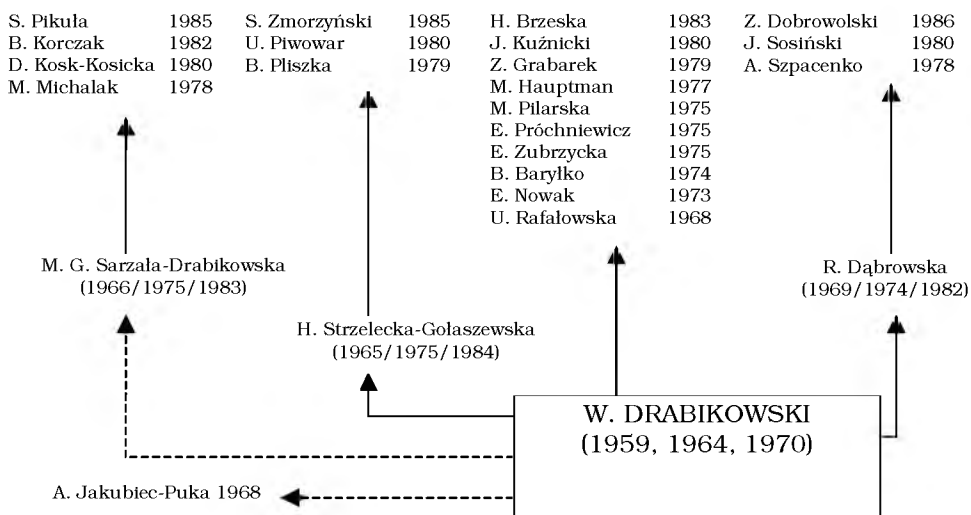 S. Pikuła 1985
B. Korczak 1982
D. Kosk-Kosicka 1980
M. Michalak 1978
S. Zmorzyński 1985
U. Piwowar 1980
B. Pliszka 1979
H. Brzeska 1983
J. Kuźnicki 1980
Z. Grabarek 1979
M. Hauptman 1977
M. Pilarska 1975
E. Próchniewicz 1975
E. Zubrzycka 1975
B. Baryłko 1974
E. Nowak 1973
U. Rafałowska 1968
Z. Dobrowolski 1986
J. Sosiński 1980
A. Szpacenko 1978
M. G. Sarzała-Drabikowska
(1966/1975/1983)
H. Strzelecka-Gołaszewska
(1965/1975/1984)
R. Dąbrowska
(1969/1974/1982)
W. DRABIKOWSKI
(1959, 1964, 1970)
A. Jakubiec-Puka 1968